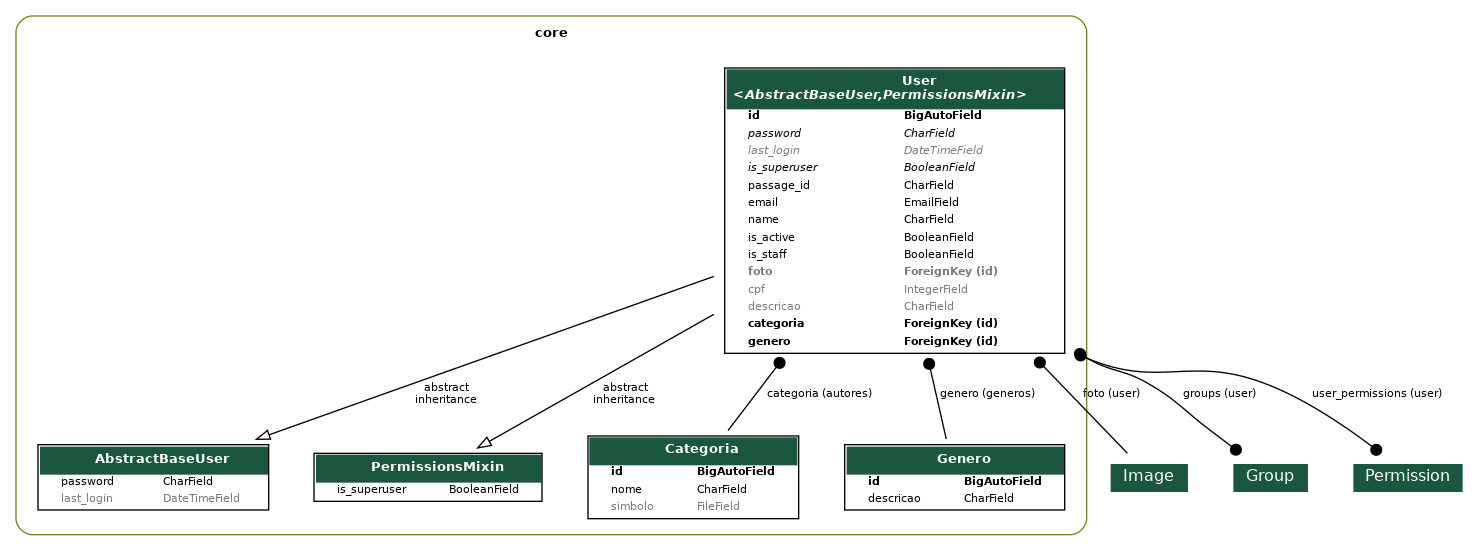 core
User
<AbstractBaseUser,PermissionsMixin>
id BigAutoField
password CharField
last_login DateTimeField
is_superuser BooleanField
passage_id CharField
email EmailField
name CharField
is_active BooleanField
is_staff BooleanField
foto ForeignKey (id)
cpf IntegerField
descricao CharField
categoria ForeignKey (id)
genero ForeignKey (id)
abstract
inheritance
abstract
inheritance
categoria (autores)
genero (generos)
foto (user)
groups (user)
user_permissions (user)
AbstractBaseUser
password CharField
last_login DateTimeField
PermissionsMixin
is_superuser BooleanField
Categoria
id BigAutoField
nome CharField
simbolo FileField
Genero
id BigAutoField
descricao CharField
Image
Group
Permission